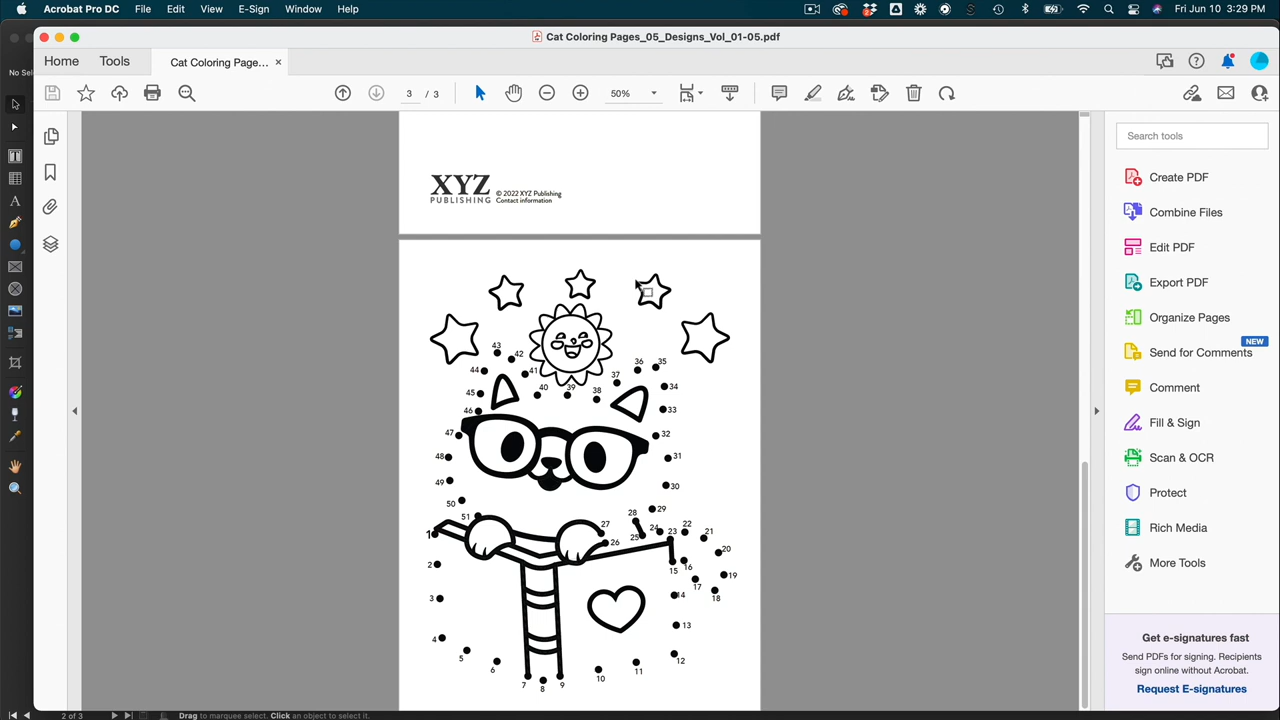 Acrobat Pro DC File Edit View E-Sign Window Help Fri Jun 10 3:29 PM
Cat Coloring Pages_05_Designs_Vol_01-05.pdf
No Sel
Home Tools Cat Coloring Page... ×
3 / 3 50%
Search tools
Create PDF
Combine Files
Edit PDF
Export PDF
Organize Pages
NEW
Send for Comments
Comment
Fill & Sign
Scan & OCR
Protect
Rich Media
More Tools
Get e-signatures fast
Send PDFs for signing. Recipients
sign online without Acrobat.
Request E-signatures
XYZ
PUBLISHING
© 2022 XYZ Publishing
Contact information
43
42
44
41
40
39
38
37
36
35
34
45
46
33
47
32
48
31
49
30
50
51
29
28
27
26
25
24
23
22
21
20
1
2
15
16
19
17
18
3
14
4
13
5
6
12
7
8
9
10
11
2 of 3 Drag to marquee select. Click an object to select it.